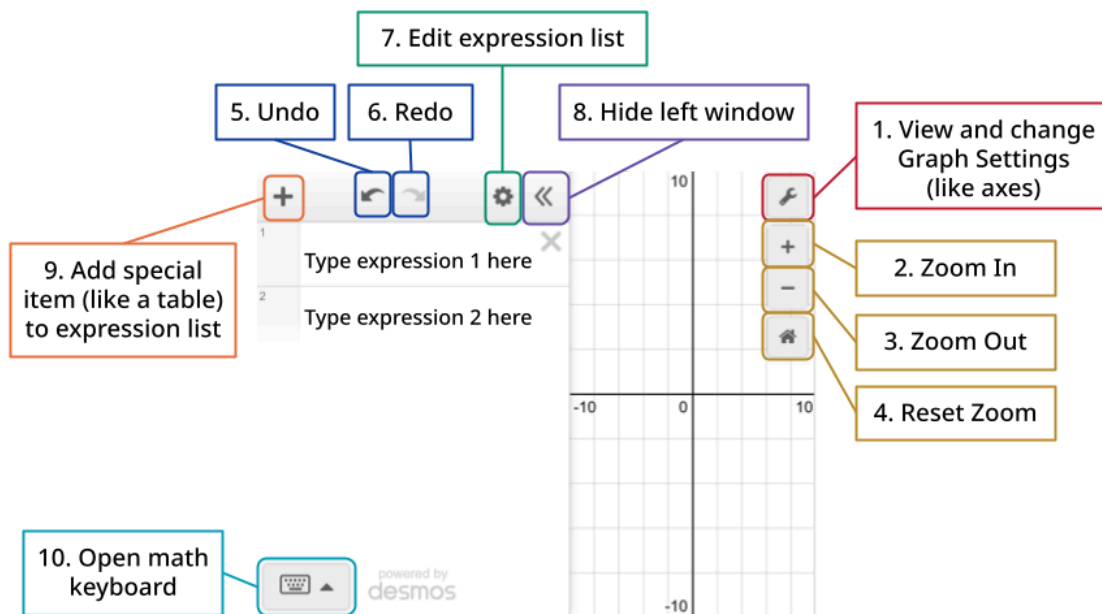 7. Edit expression list
5. Undo
6. Redo
8. Hide left window
1. View and change
Graph Settings
(like axes)
10
1
Type expression 1 here
2
Type expression 2 here
9. Add special
item (like a table)
to expression list
2. Zoom In
3. Zoom Out
4. Reset Zoom
-10
0
10
10. Open math
keyboard
powered by
desmos
-10